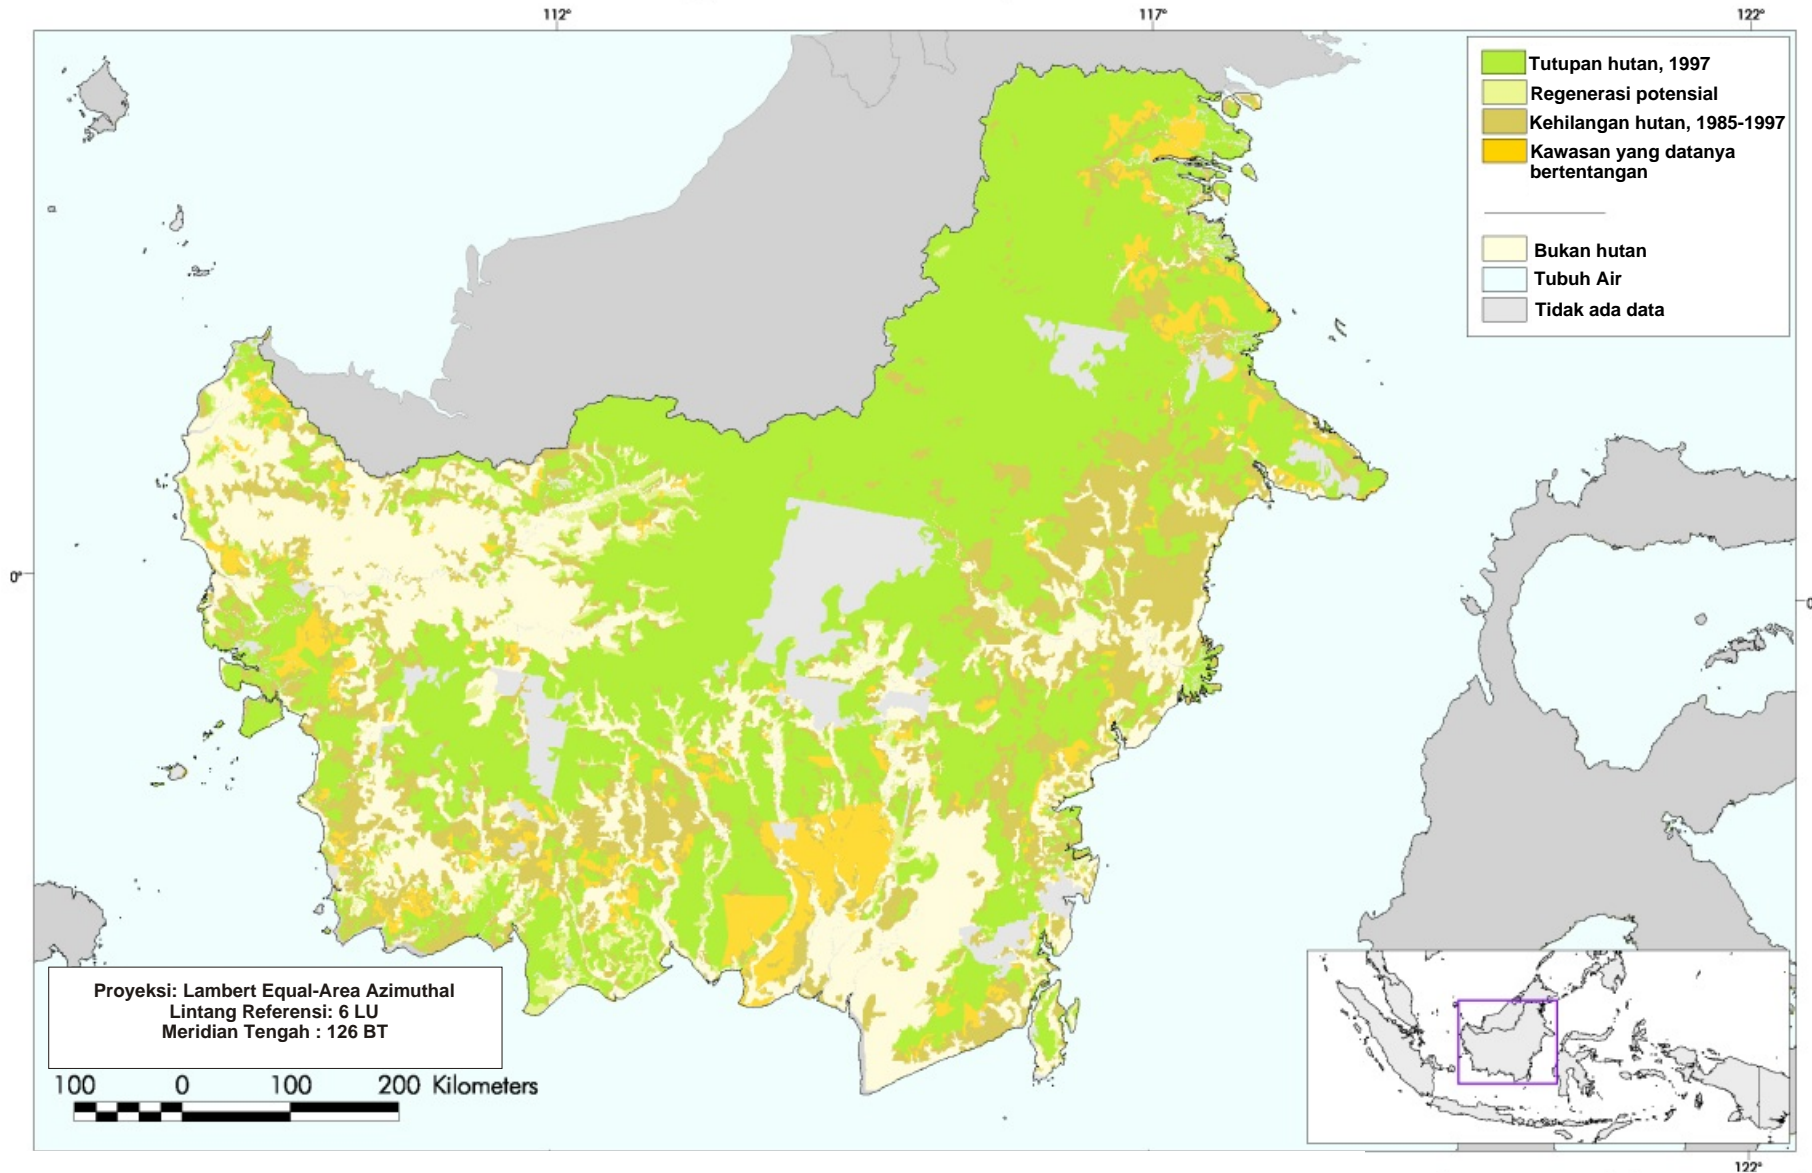 112°
117°
122°
Tutupan hutan, 1997
Regenerasi potensial
Kehilangan hutan, 1985-1997
Kawasan yang datanya
bertentangan
Bukan hutan
Tubuh Air
Tidak ada data
0°
0
Proyeksi: Lambert Equal-Area Azimuthal
Lintang Referensi: 6 LU
Meridian Tengah : 126 BT
100 0 100 200 Kilometers
122°